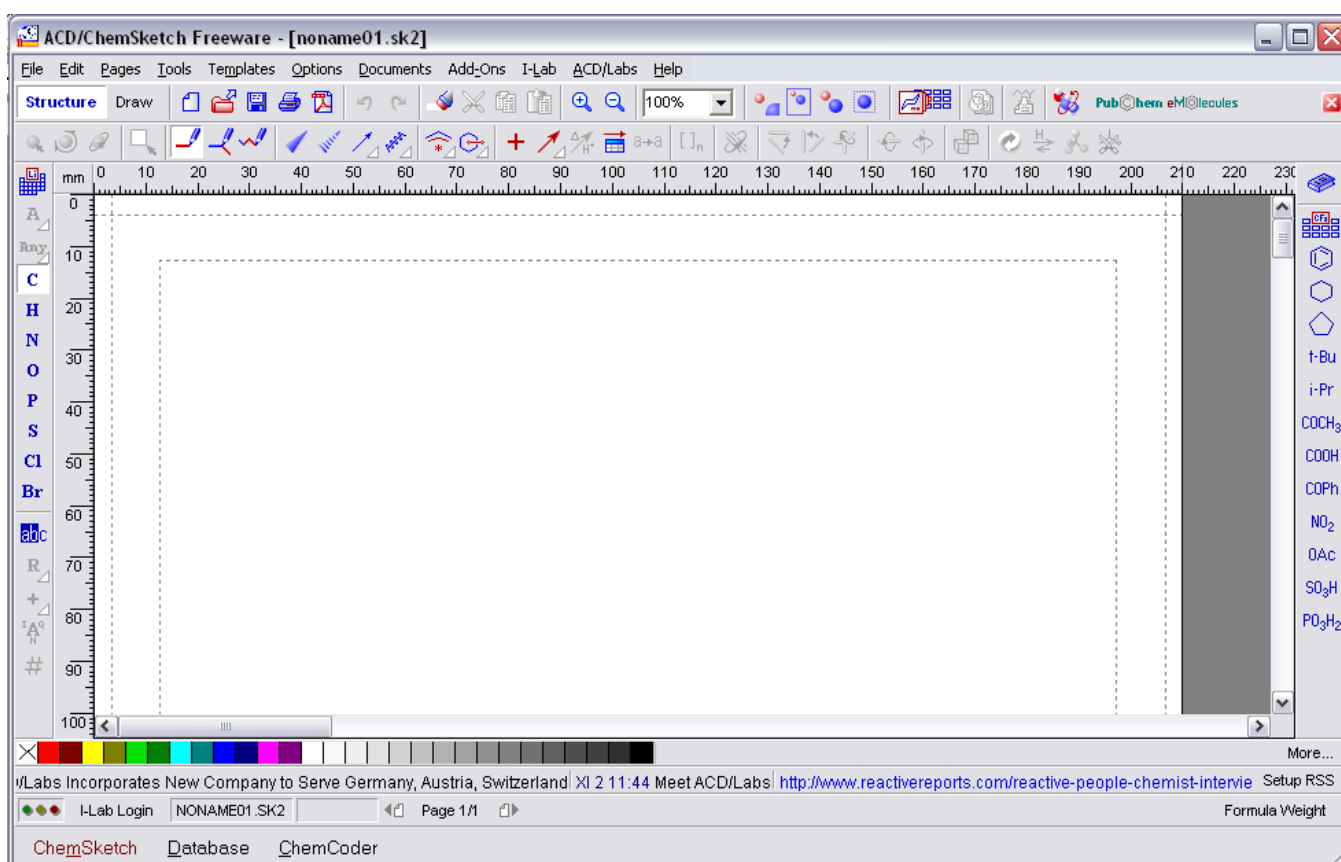 ACD/ChemSketch Freeware - [noname01.sk2]
File Edit Pages Tools Templates Options Documents Add-Ons I-Lab ACD/Labs Help
Structure Draw 100% PubChem eMolecules
a→a [ ]n H
mm 0 10 20 30 40 50 60 70 80 90 100 110 120 130 140 150 160 170 180 190 200 210 220 230
Li
A
Any
C
H
N
O
P
S
Cl
Br
abc
R
+
#
0
10
20
30
40
50
60
70
80
90
100
CF3
t-Bu
i-Pr
COCH3
COOH
COPh
NO2
OAc
SO3H
PO3H2
More...
/Labs Incorporates New Company to Serve Germany, Austria, Switzerland XI 2 11:44 Meet ACD/Labs http://www.reactivereports.com/reactive-people-chemist-intervie Setup RSS
I-Lab Login NONAME01.SK2 Page 1/1 Formula Weight
ChemSketch Database ChemCoder